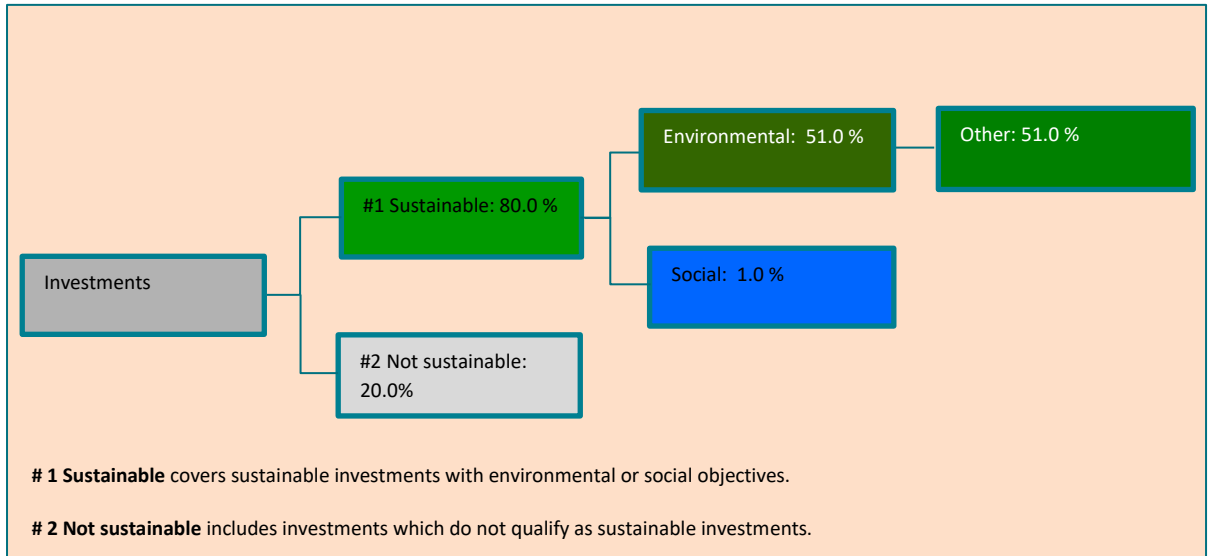 Environmental:  51.0 %
Other: 51.0 %
#1 Sustainable: 80.0 %
Investments
Social:  1.0 %
#2 Not sustainable:
20.0%
# 1 Sustainable covers sustainable investments with environmental or social objectives.
# 2 Not sustainable includes investments which do not qualify as sustainable investments.